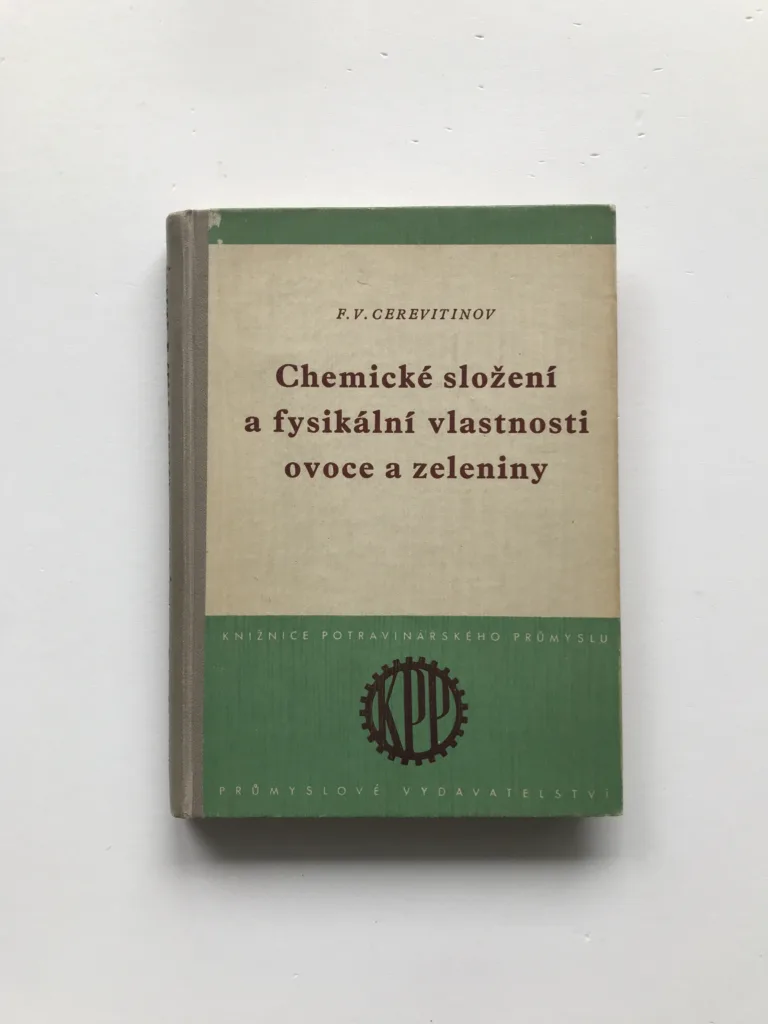 F. V. CEREVITINOV
Chemické složení
a fysikální vlastnosti
ovoce a zeleniny
KNIŽNICE POTRAVINÁŘSKÉHO PRŮMYSLU
KPP
PRŮMYSLOVÉ VYDAVATELSTVÍ